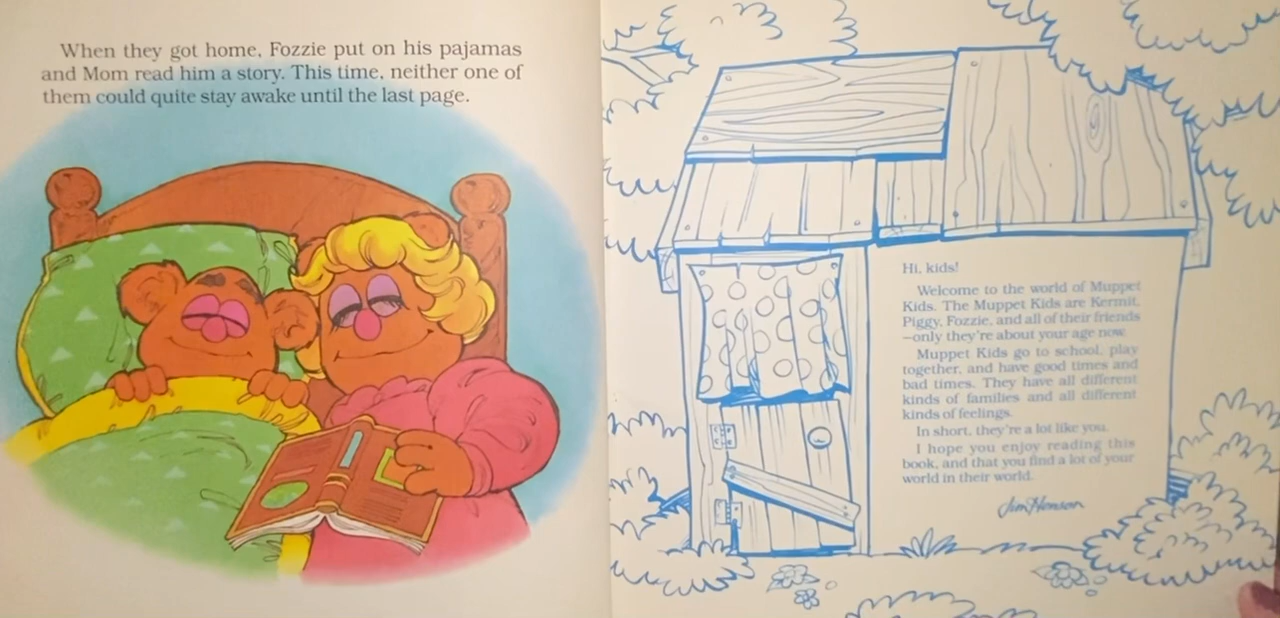 When they got home, Fozzie put on his pajamas
and Mom read him a story. This time, neither one of
them could quite stay awake until the last page.
Hi, kids!
Welcome to the world of Muppet
Kids. The Muppet Kids are Kermit,
Piggy, Fozzie, and all of their friends
—only they're about your age now.
Muppet Kids go to school, play
together, and have good times and
bad times. They have all different
kinds of families and all different
kinds of feelings.
In short, they're a lot like you.
I hope you enjoy reading this
book, and that you find a lot of your
world in their world.
Jim Henson